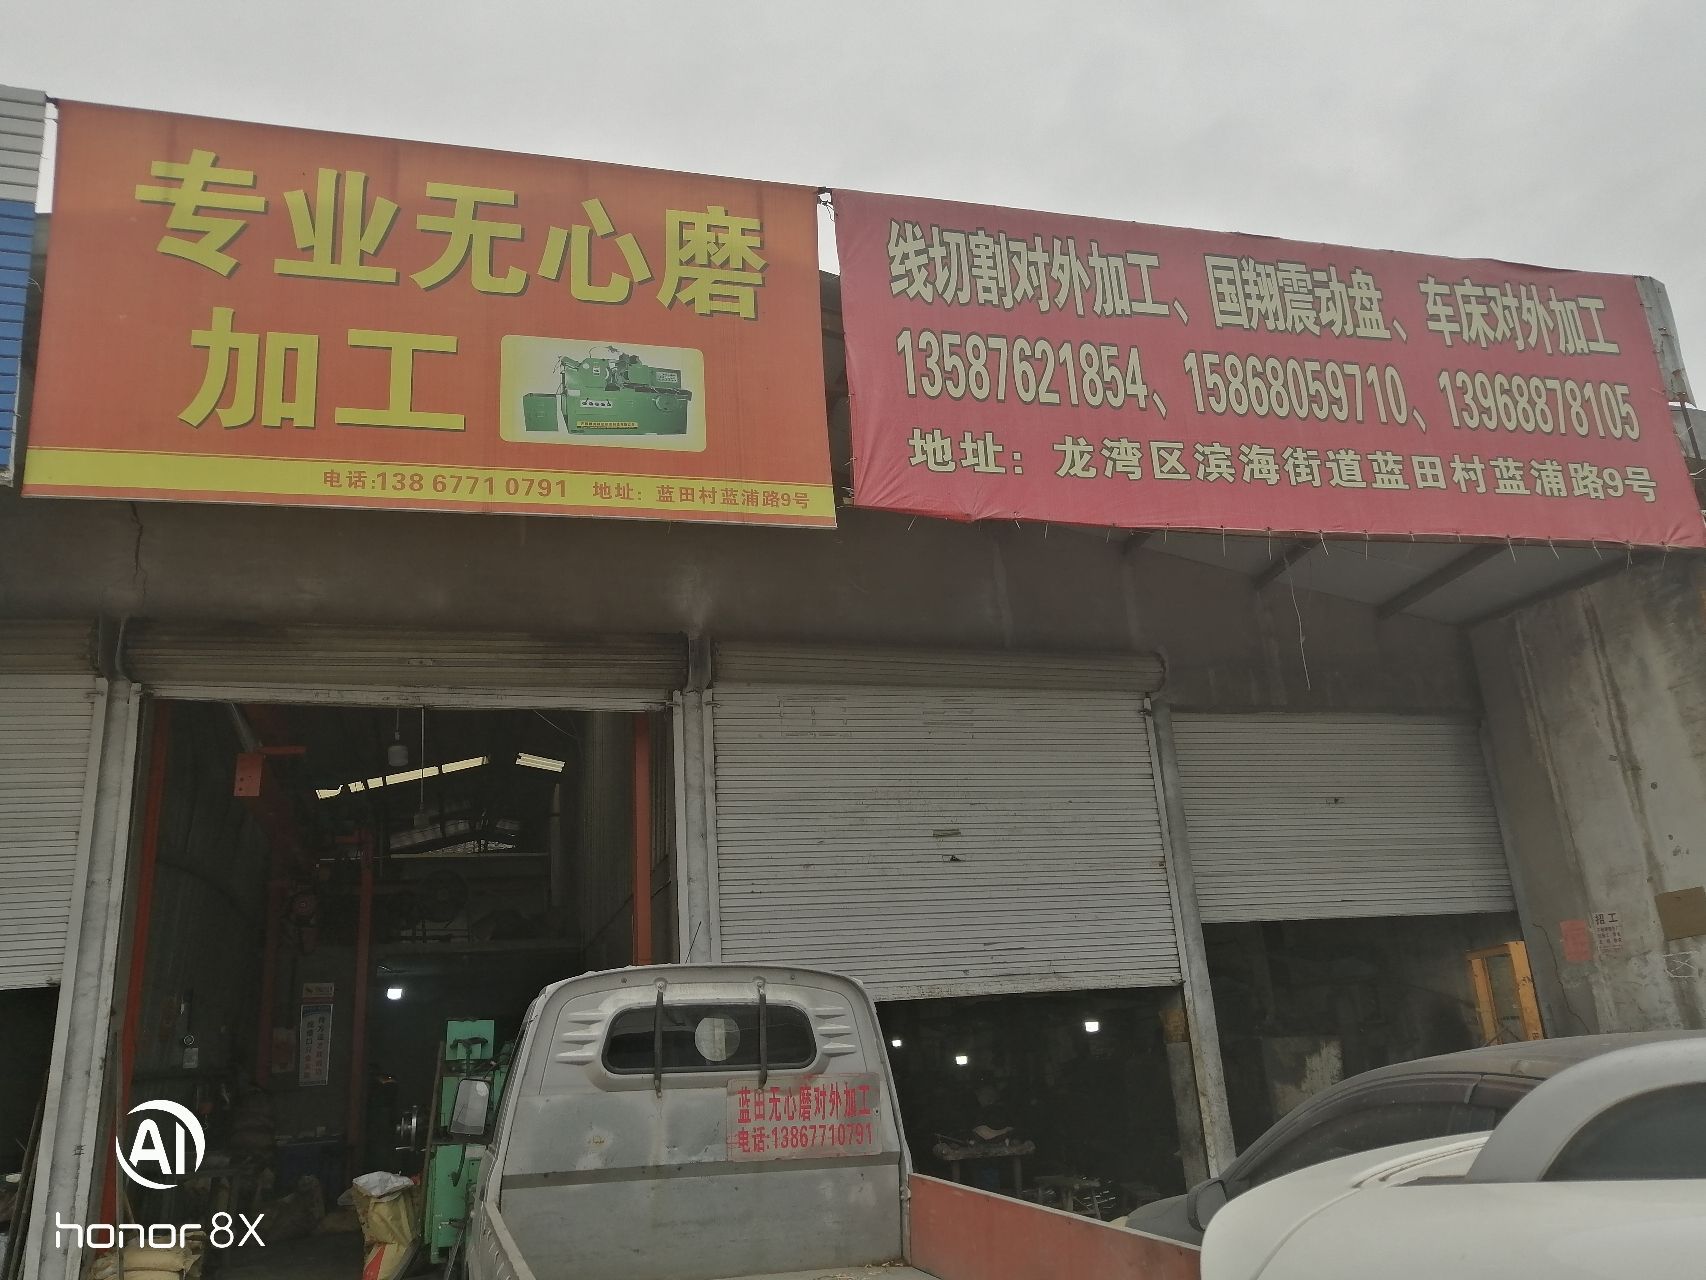 专业无心磨
加工
电话:13867710791 地址：蓝田村蓝浦路9号
线切割对外加工、国翔震动盘、车床对外加工
13587621854、15868059710、13968878105
地址：龙湾区滨海街道蓝田村蓝浦路9号
招工
蓝田无心磨对外加工
电话:13867710791
AI
honor 8X